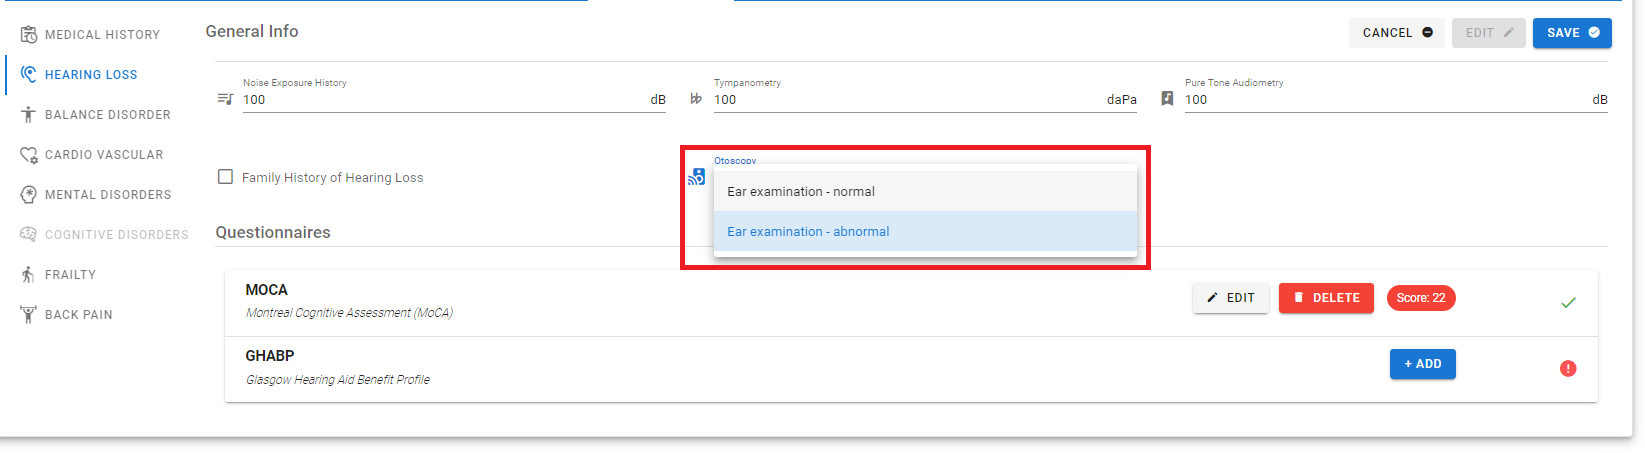 MEDICAL HISTORY
HEARING LOSS
BALANCE DISORDER
CARDIO VASCULAR
MENTAL DISORDERS
COGNITIVE DISORDERS
FRAILTY
BACK PAIN
General Info
CANCEL
EDIT
SAVE
Noise Exposure History
100 dB
Tympanometry
100 daPa
Pure Tone Audiometry
100 dB
Family History of Hearing Loss
Otoscopy
Ear examination - normal
Ear examination - abnormal
Questionnaires
MOCA
Montreal Cognitive Assessment (MoCA)
EDIT
DELETE
Score: 22
GHABP
Glasgow Hearing Aid Benefit Profile
+ ADD